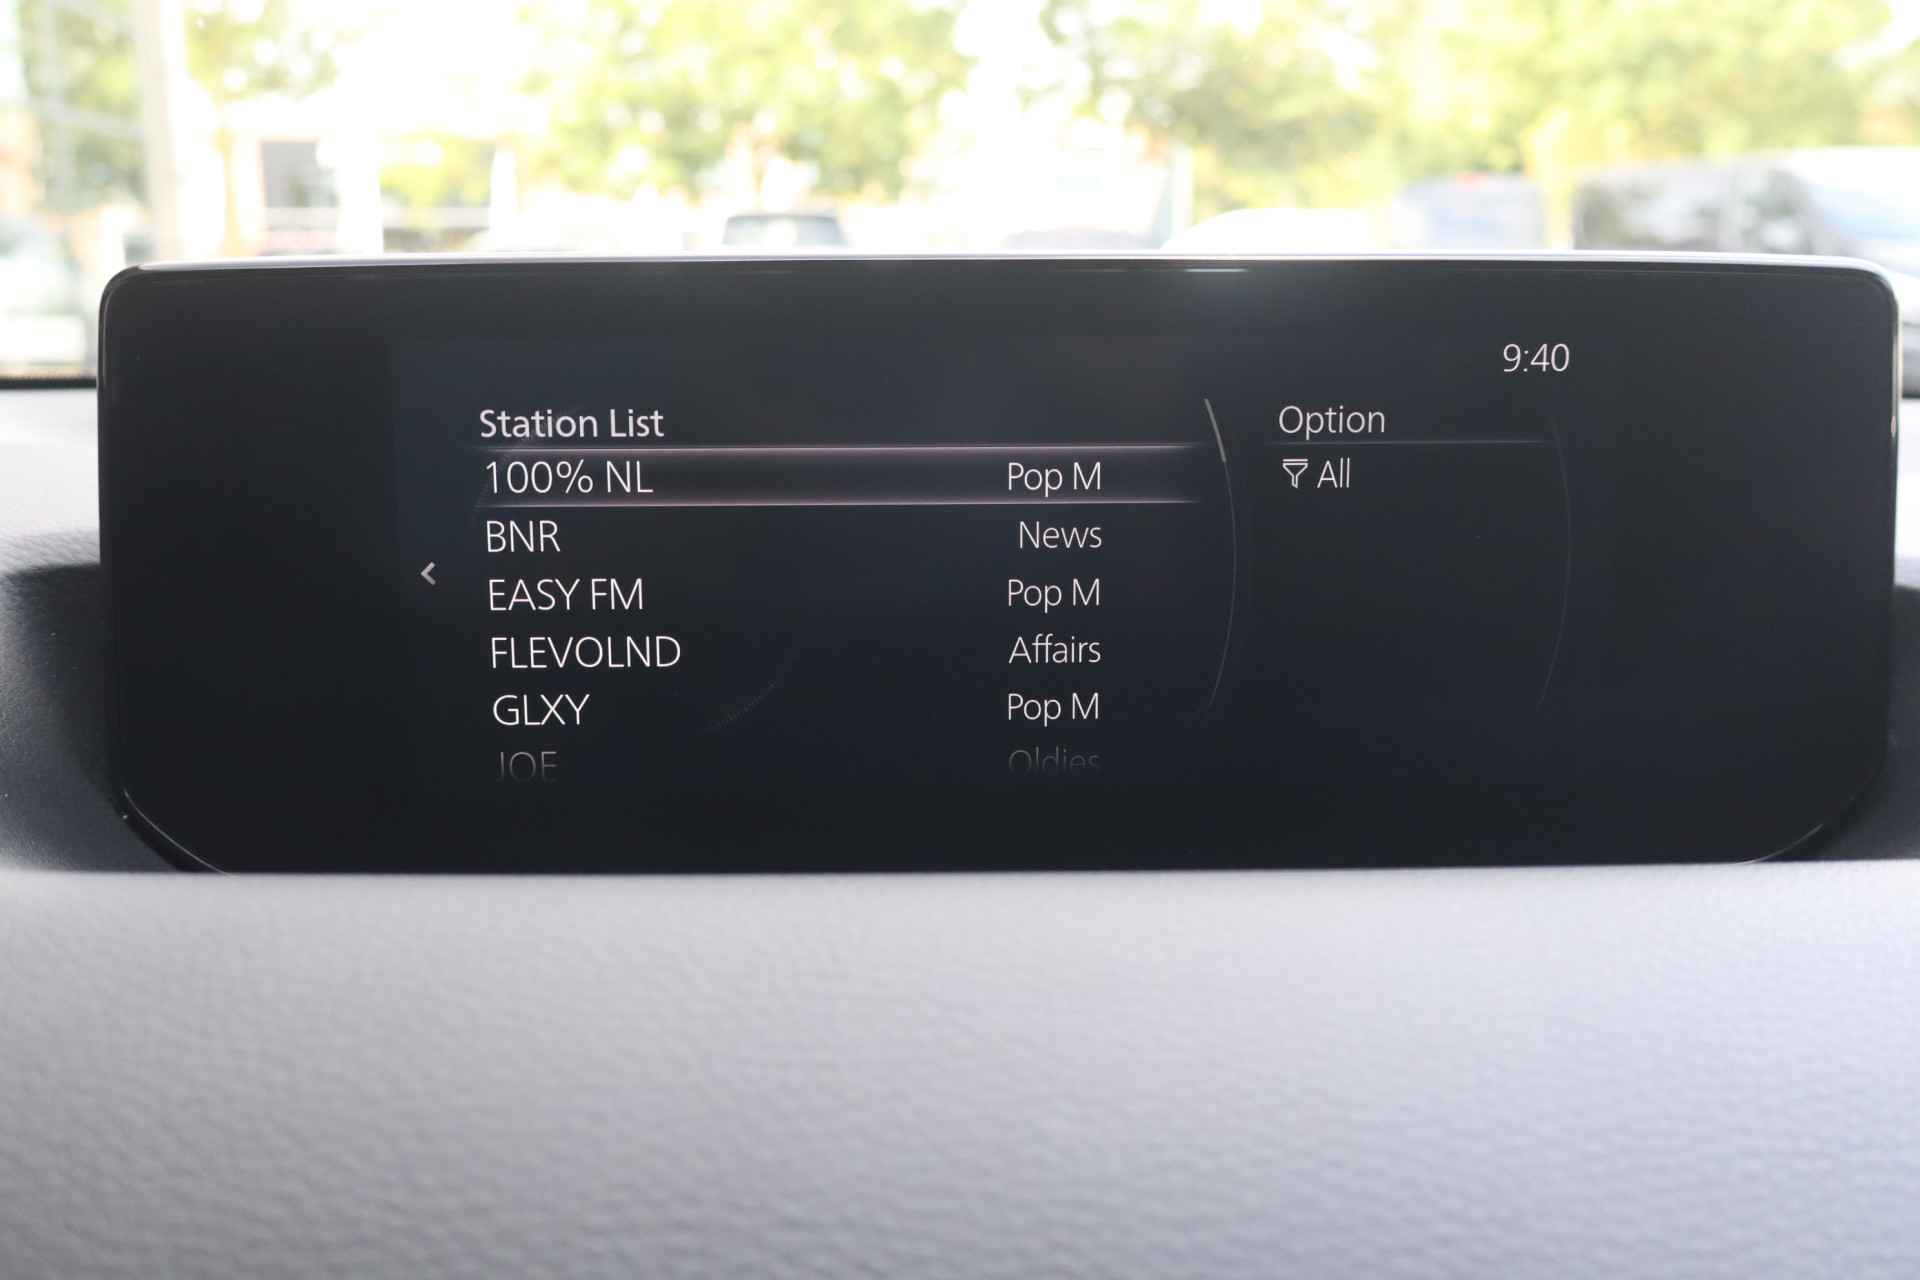 9:40
Station List
Option
100% NL Pop M
All
BNR News
EASY FM Pop M
FLEVOLND Affairs
GLXY Pop M
JOE Oldies